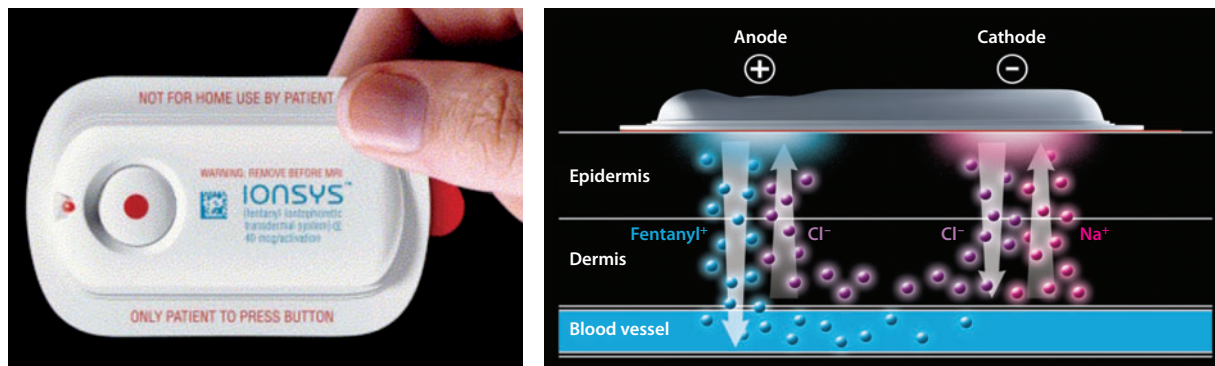 NOT FOR HOME USE BY PATIENT
WARNING: REMOVE BEFORE MRI
IONSYS™
(fentanyl iontophoretic
transdermal system) CII
40 mcg/activation
ONLY PATIENT TO PRESS BUTTON
Anode
Cathode
+
−
Epidermis
Fentanyl⁺
Cl⁻
Cl⁻
Na⁺
Dermis
Blood vessel